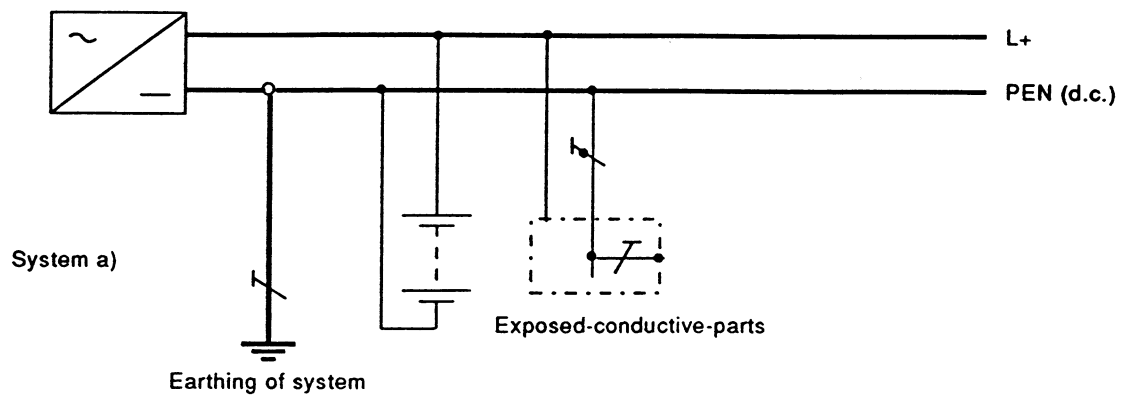 L+
PEN (d.c.)
System a)
Exposed-conductive-parts
Earthing of system